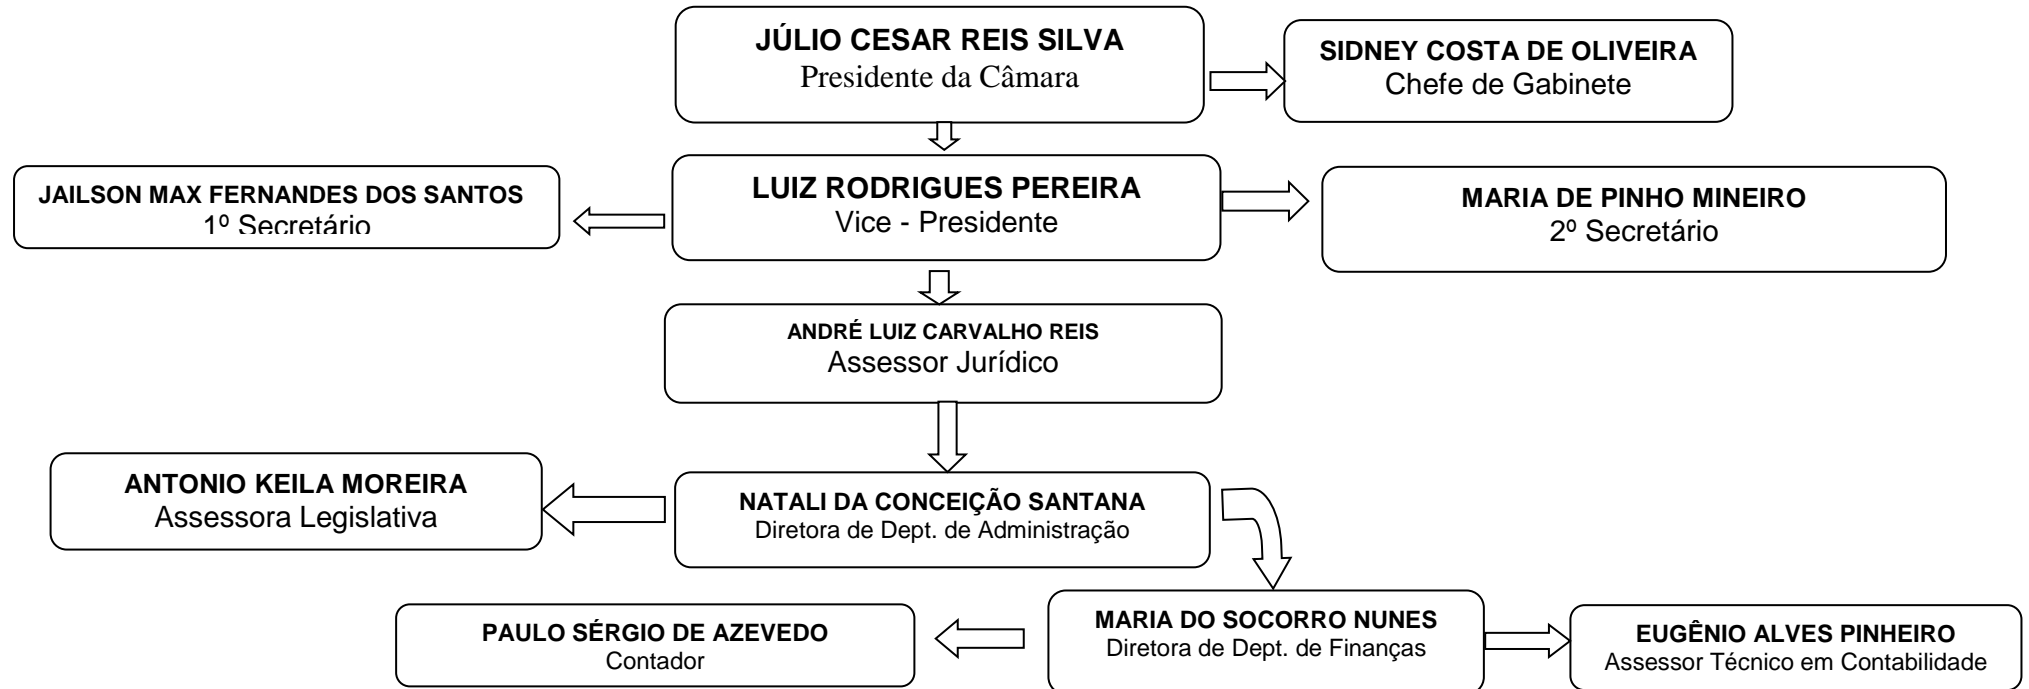 JÚLIO CESAR REIS SILVA
Presidente da Câmara
SIDNEY COSTA DE OLIVEIRA
Chefe de Gabinete
JAILSON MAX FERNANDES DOS SANTOS
1º Secretário
LUIZ RODRIGUES PEREIRA
Vice - Presidente
MARIA DE PINHO MINEIRO
2º Secretário
ANDRÉ LUIZ CARVALHO REIS
Assessor Jurídico
ANTONIO KEILA MOREIRA
Assessora Legislativa
NATALI DA CONCEIÇÃO SANTANA
Diretora de Dept. de Administração
PAULO SÉRGIO DE AZEVEDO
Contador
MARIA DO SOCORRO NUNES
Diretora de Dept. de Finanças
EUGÊNIO ALVES PINHEIRO
Assessor Técnico em Contabilidade